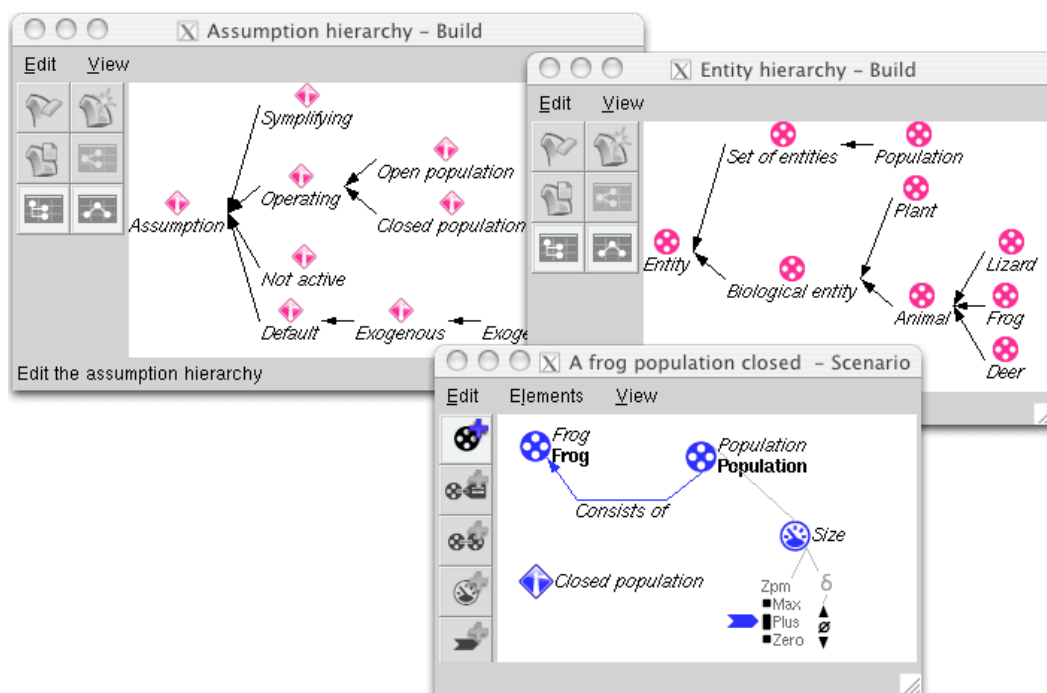 Assumption hierarchy – Build
Edit View
Symplifying
Open population
Operating
Closed population
Assumption
Not active
Default
Exogenous
Exoge
Edit the assumption hierarchy
Entity hierarchy – Build
Edit View
Set of entities
Population
Plant
Entity
Biological entity
Lizard
Animal
Frog
Deer
A frog population closed – Scenario
Edit Elements View
Frog
Frog
Population
Population
Consists of
Size
Closed population
Zpm δ
Max
Plus ø
Zero